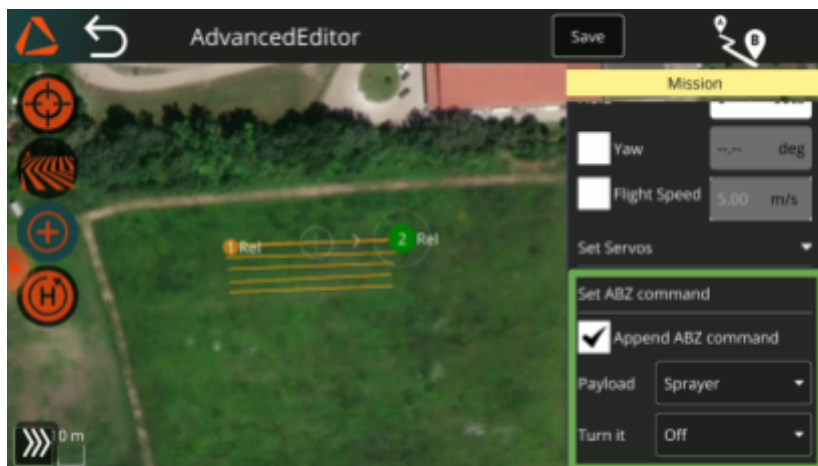 AdvancedEditor
Save
A
B
Mission
Yaw --.-- deg
Flight Speed 5.00 m/s
Set Servos
1 Rel
2 Rel
Set ABZ command
H
Append ABZ command
Payload Sprayer
Turn it Off
0 m